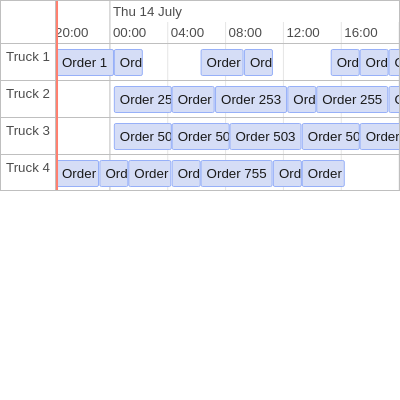 Thu 14 July
20:00 00:00 04:00 08:00 12:00 16:00
Truck 1 Order 1 Ord Order Ord Ord Ord
Truck 2 Order 25 Order Order 253 Ord Order 255
Truck 3 Order 50 Order 50 Order 503 Order 50 Order
Truck 4 Order Ord Order Ord Order 755 Ord Order